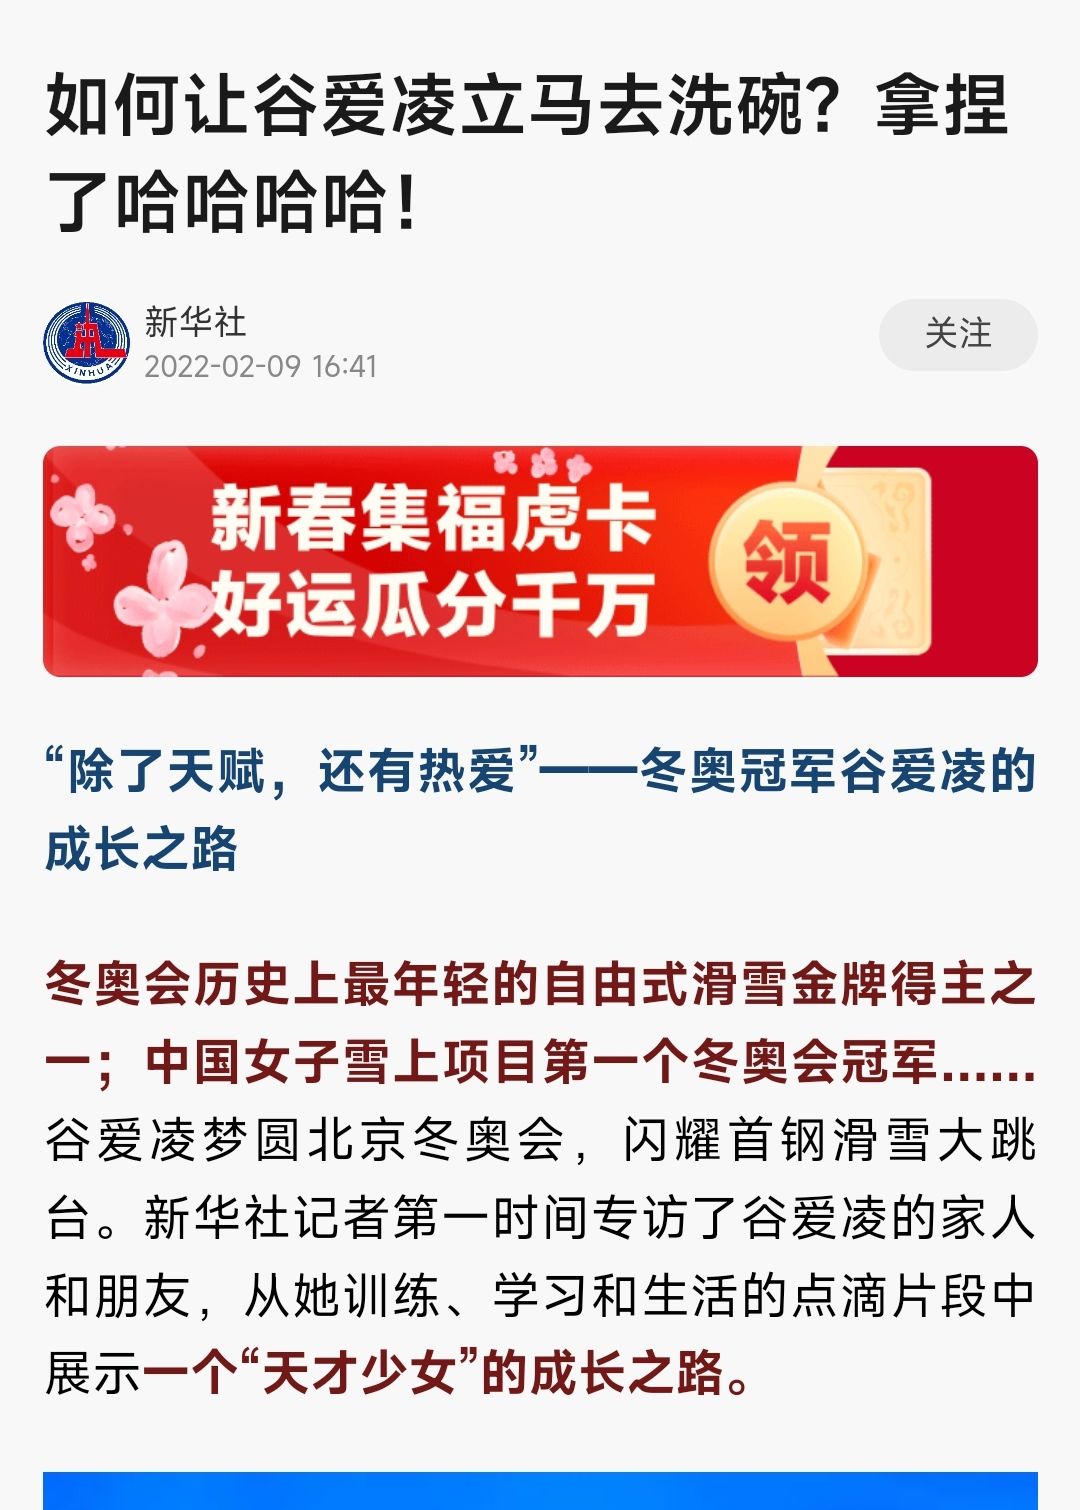 如何让谷爱凌立马去洗碗？拿捏
了哈哈哈哈！
新华社
2022-02-09 16:41
关注
XINHUA
新春集福虎卡
好运瓜分千万
领
“除了天赋，还有热爱”——冬奥冠军谷爱凌的
成长之路
冬奥会历史上最年轻的自由式滑雪金牌得主之
一；中国女子雪上项目第一个冬奥会冠军……
谷爱凌梦圆北京冬奥会，闪耀首钢滑雪大跳
台。新华社记者第一时间专访了谷爱凌的家人
和朋友，从她训练、学习和生活的点滴片段中
展示一个“天才少女”的成长之路。